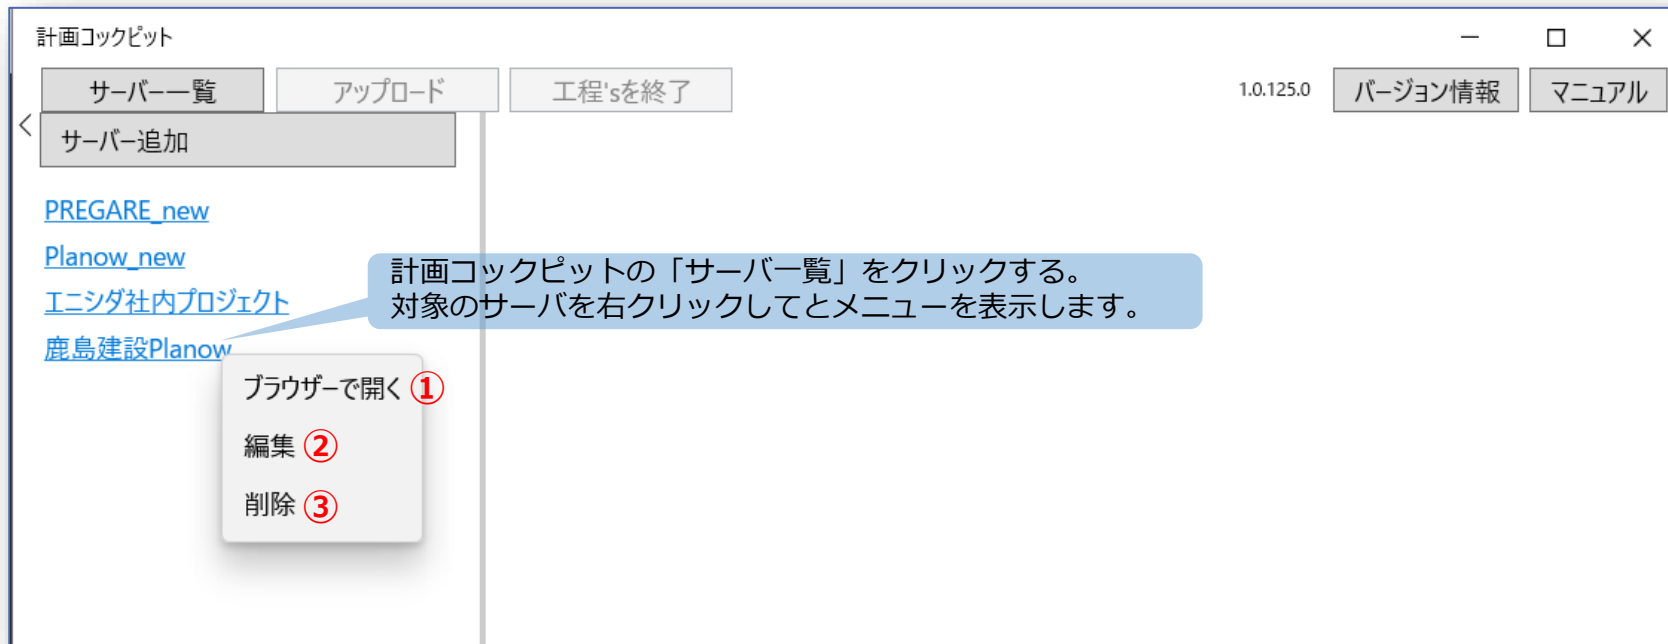 計画コックピット
サーバー一覧 アップロード 工程'sを終了 1.0.125.0 バージョン情報 マニュアル
サーバー追加
PREGARE_new
Planow_new
計画コックピットの「サーバ一覧」をクリックする。
対象のサーバを右クリックしてとメニューを表示します。
エニシダ社内プロジェクト
鹿島建設Planow
ブラウザーで開く ①
編集 ②
削除 ③